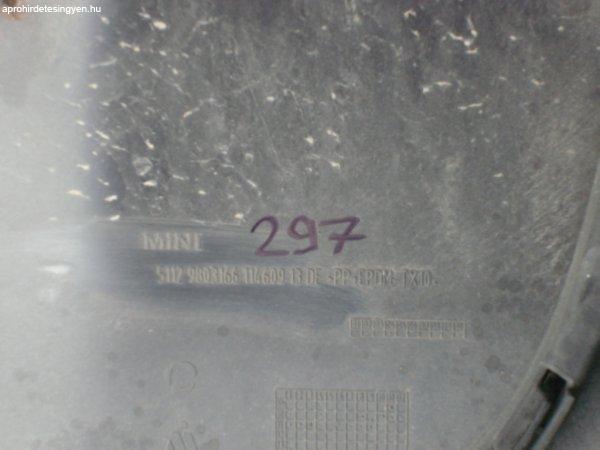 aprohirdetesingyen.hu
297
MINI
5112 9803166 114609 13 DE >PP+EPDM-TX10<